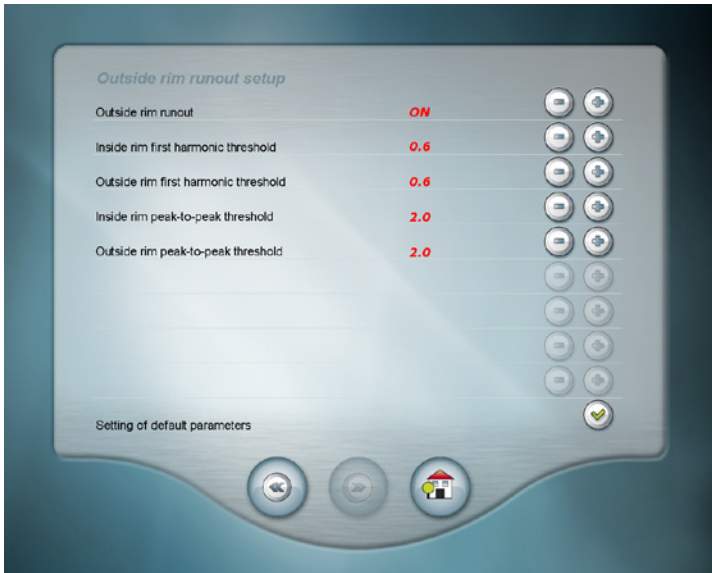 Outside rim runout setup
Outside rim runout ON
Inside rim first harmonic threshold 0.6
Outside rim first harmonic threshold 0.6
Inside rim peak-to-peak threshold 2.0
Outside rim peak-to-peak threshold 2.0
Setting of default parameters